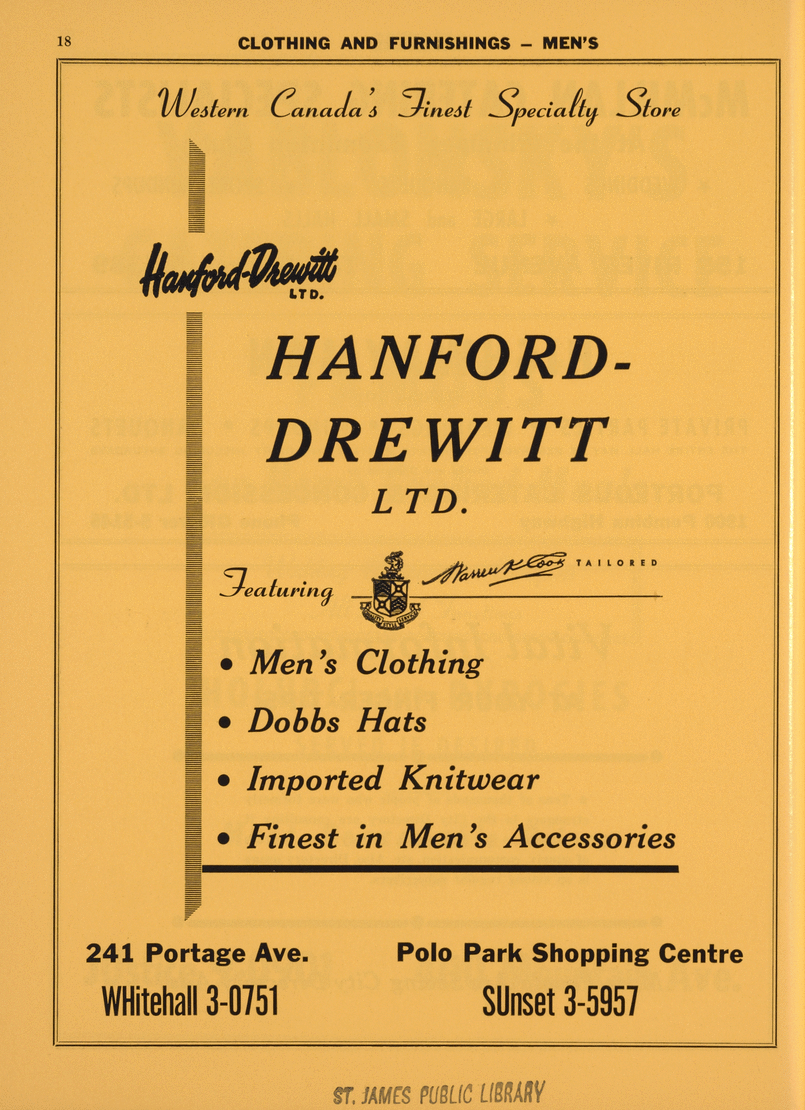 18
CLOTHING AND FURNISHINGS – MEN'S
Western Canada's Finest Specialty Store
Hanford-Drewitt
LTD.
HANFORD-
DREWITT
LTD.
Featuring Warren K. Cook TAILORED
• Men's Clothing
• Dobbs Hats
• Imported Knitwear
• Finest in Men's Accessories
241 Portage Ave.
WHitehall 3-0751
Polo Park Shopping Centre
SUnset 3-5957
ST. JAMES PUBLIC LIBRARY